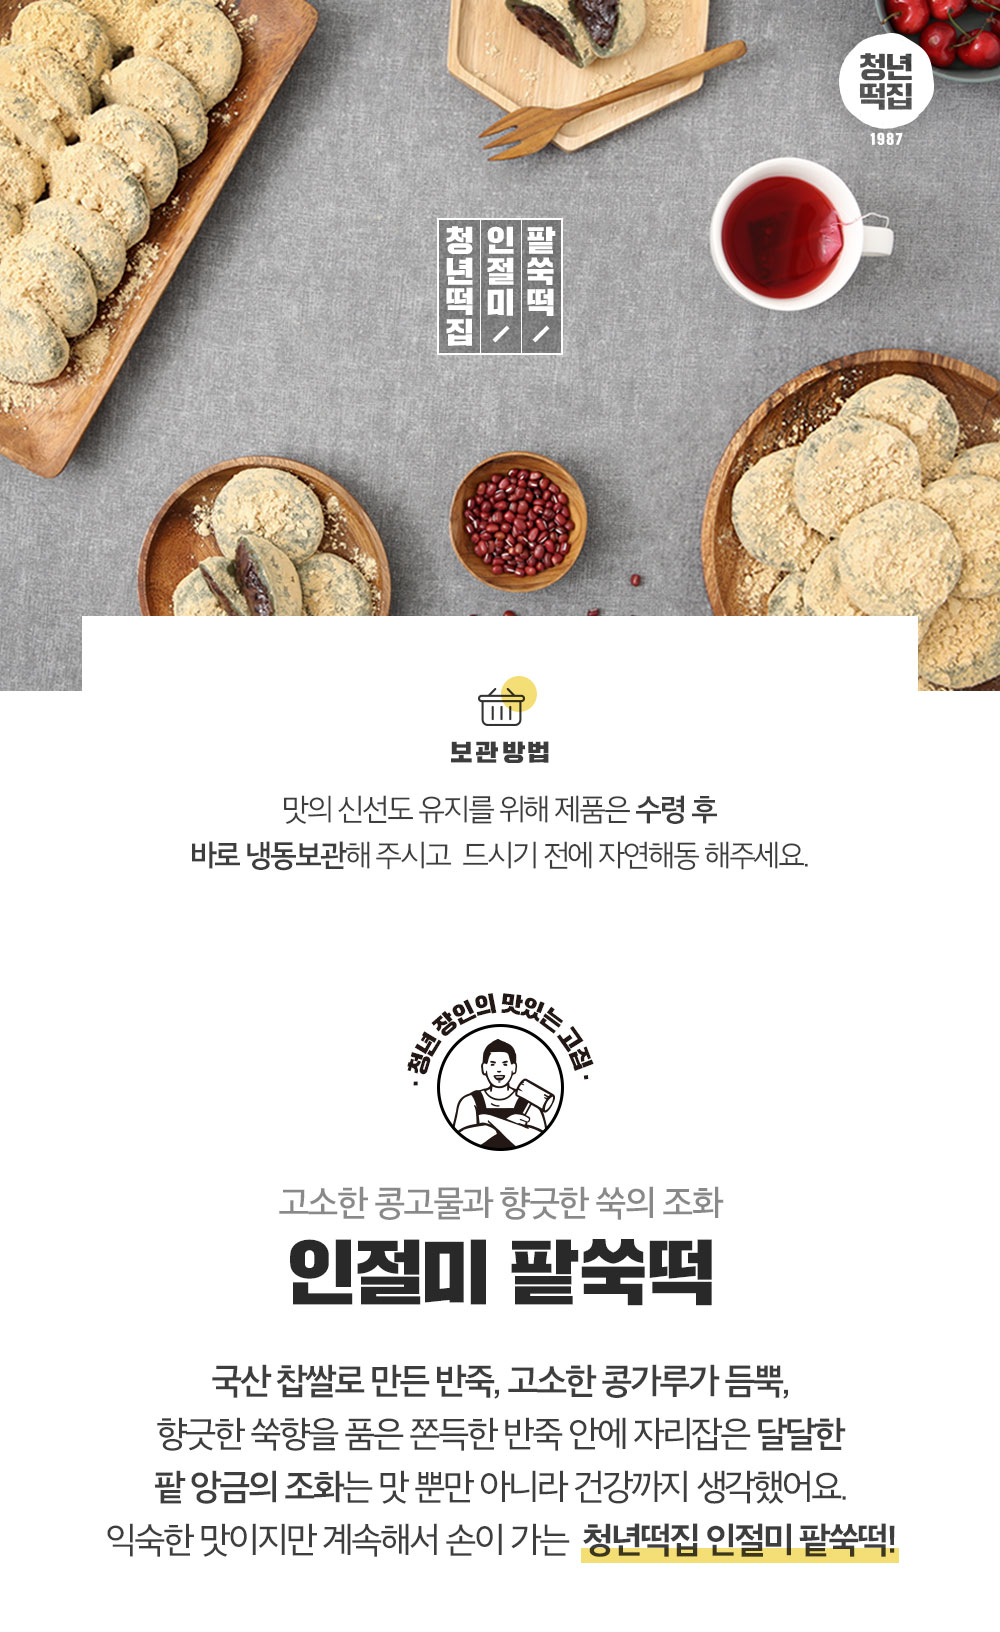 청년
떡집
1987
팥쑥떡/
인절미/
청년떡집
보관방법
맛의 신선도 유지를 위해 제품은 수령 후
바로 냉동보관해 주시고 드시기 전에 자연해동 해주세요.
· 청년 장인의 맛있는 고집 ·
고소한 콩고물과 향긋한 쑥의 조화
인절미 팥쑥떡
국산 찹쌀로 만든 반죽, 고소한 콩가루가 듬뿍,
향긋한 쑥향을 품은 쫀득한 반죽 안에 자리잡은 달달한
팥 앙금의 조화는 맛 뿐만 아니라 건강까지 생각했어요.
익숙한 맛이지만 계속해서 손이 가는 청년떡집 인절미 팥쑥떡!